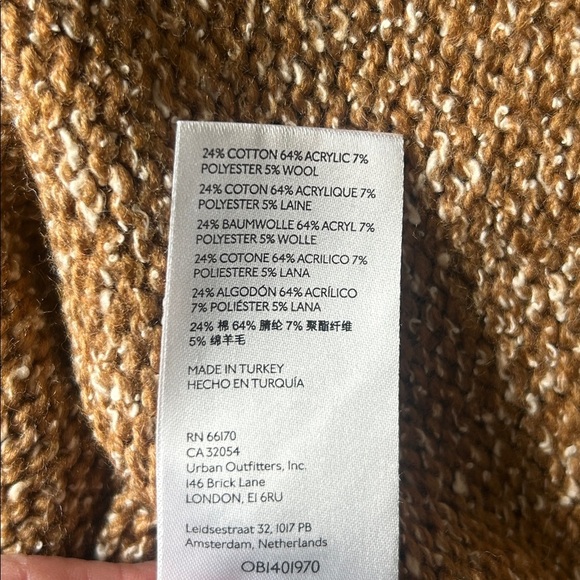 24% COTTON 64% ACRYLIC 7%
POLYESTER 5% WOOL
24% COTON 64% ACRYLIQUE 7%
POLYESTER 5% LAINE
24% BAUMWOLLE 64% ACRYL 7%
POLYESTER 5% WOLLE
24% COTONE 64% ACRILICO 7%
POLIESTERE 5% LANA
24% ALGODÓN 64% ACRÍLICO
7% POLIÉSTER 5% LANA
24% 棉 64% 腈纶 7% 聚酯纤维
5% 绵羊毛
MADE IN TURKEY
HECHO EN TURQUÍA
RN 66170
CA 32054
Urban Outfitters, Inc.
146 Brick Lane
LONDON, E1 6RU
Leidsestraat 32, 1017 PB
Amsterdam, Netherlands
OB1401970